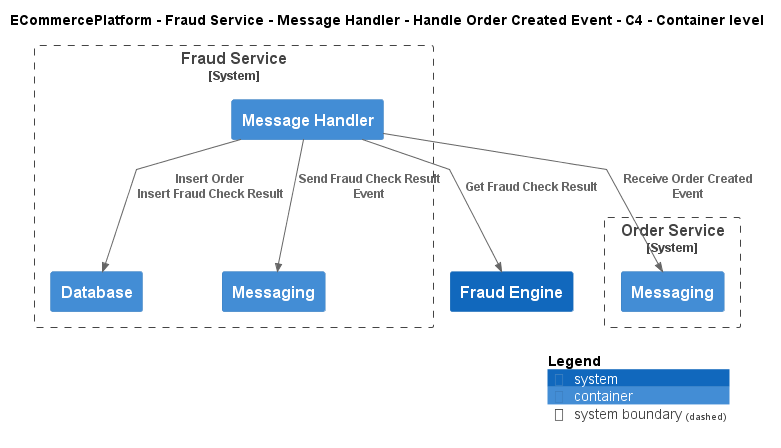 ECommercePlatform - Fraud Service - Message Handler - Handle Order Created Event - C4 - Container level
Fraud Service
[System]
Message Handler
Insert Order
Insert Fraud Check Result
Send Fraud Check Result
Event
Get Fraud Check Result
Receive Order Created
Event
Order Service
[System]
Database
Messaging
Fraud Engine
Messaging
Legend
system
container
system boundary (dashed)